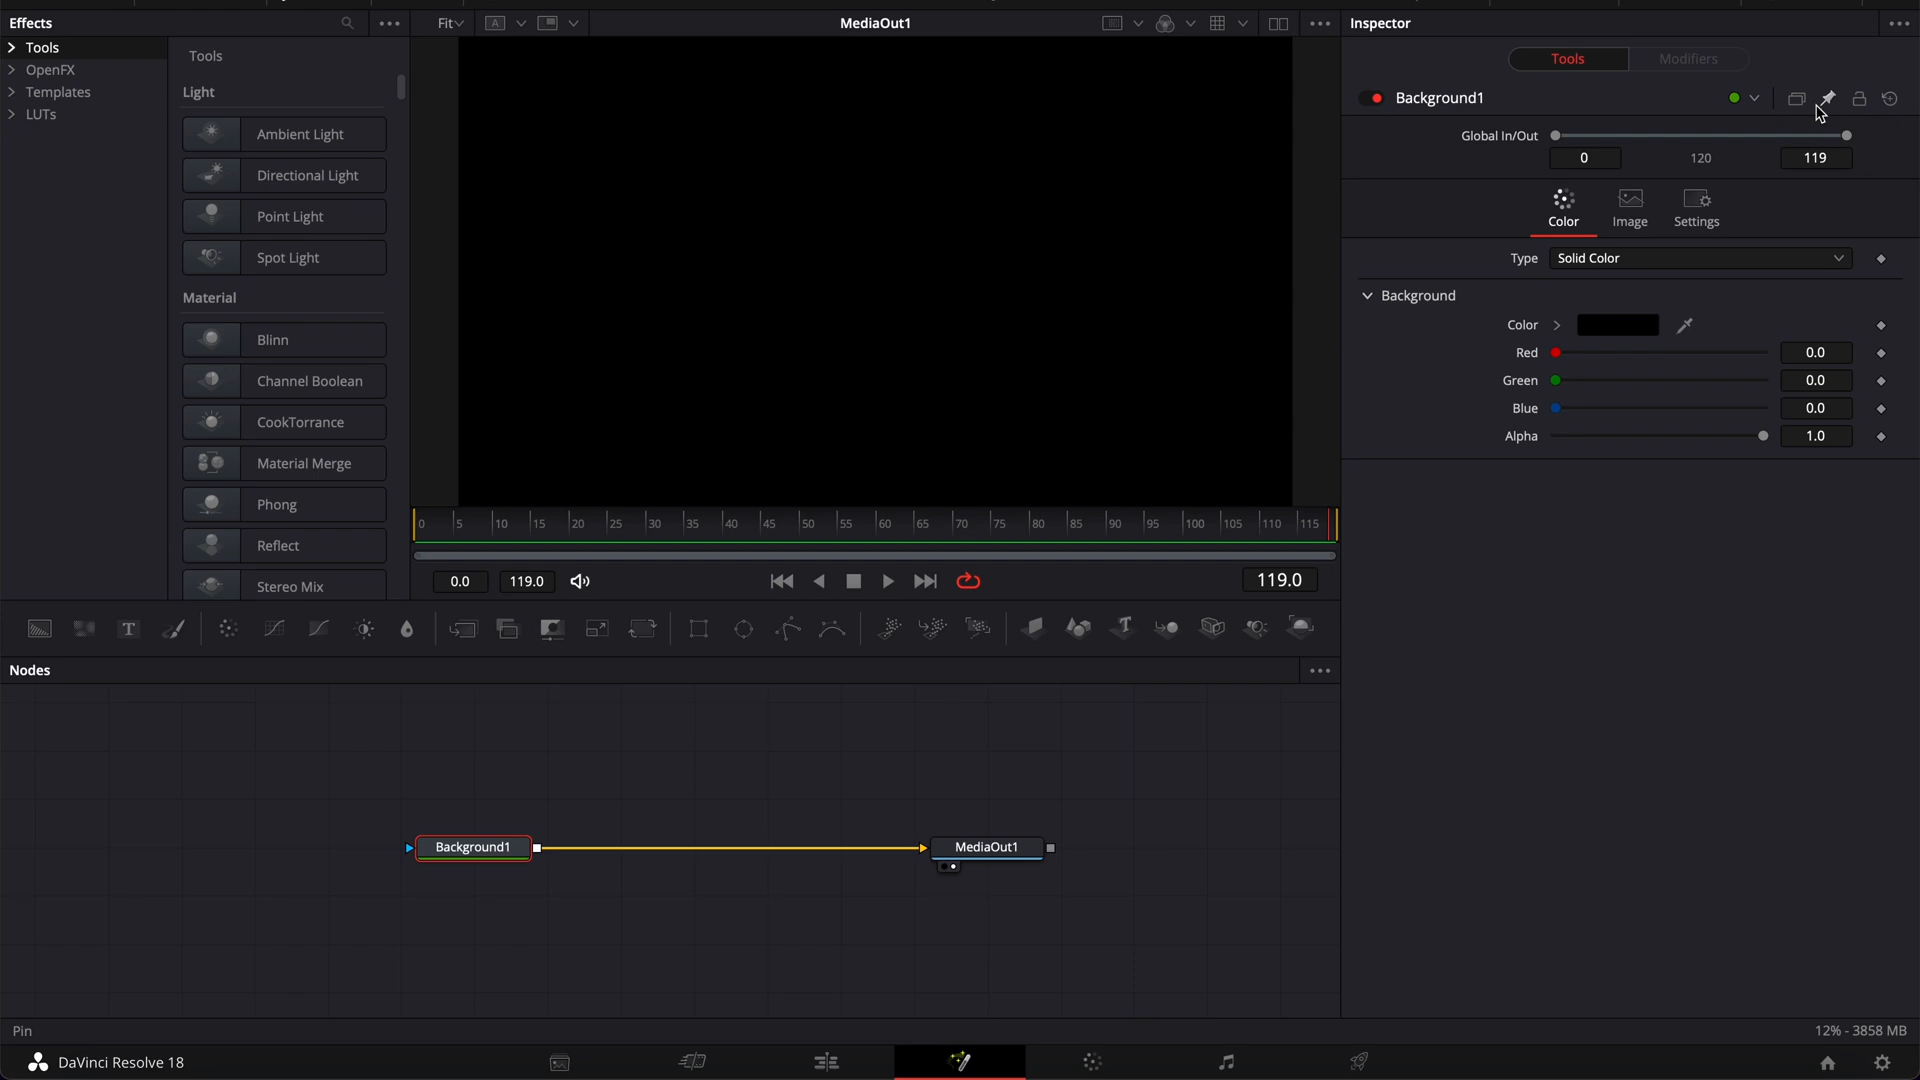 Effects
Fit
A
MediaOut1
Inspector
Tools
OpenFX
Templates
LUTs
Tools
Light
Ambient Light
Directional Light
Point Light
Spot Light
Material
Blinn
Channel Boolean
CookTorrance
Material Merge
Phong
Reflect
Stereo Mix
Tools
Modifiers
Background1
Global In/Out
0
120
119
Color
Image
Settings
Type
Solid Color
Background
Color
Red
0.0
Green
0.0
Blue
0.0
Alpha
1.0
0 5 10 15 20 25 30 35 40 45 50 55 60 65 70 75 80 85 90 95 100 105 110 115
0.0
119.0
119.0
T
T
Nodes
Background1
MediaOut1
Pin
12% - 3858 MB
DaVinci Resolve 18